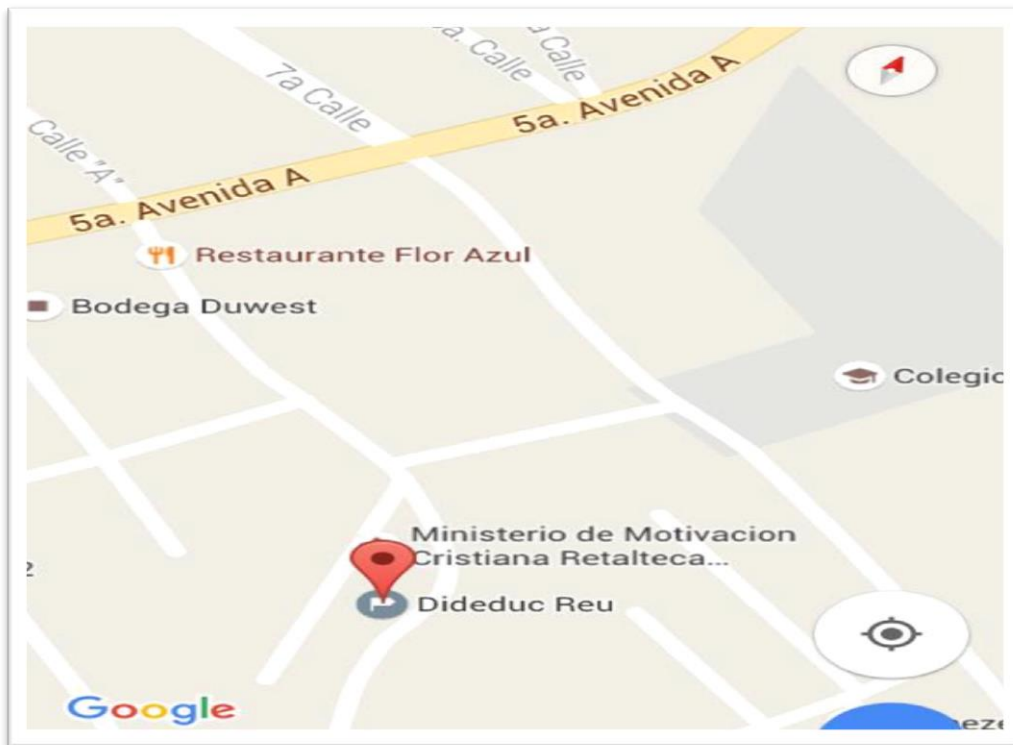 a. Calle
a Calle
7a Calle
5a. Avenida A
Calle "A"
5a. Avenida A
Restaurante Flor Azul
Bodega Duwest
Colegio
Ministerio de Motivacion
Cristiana Retalteca...
Dideduc Reu
Google